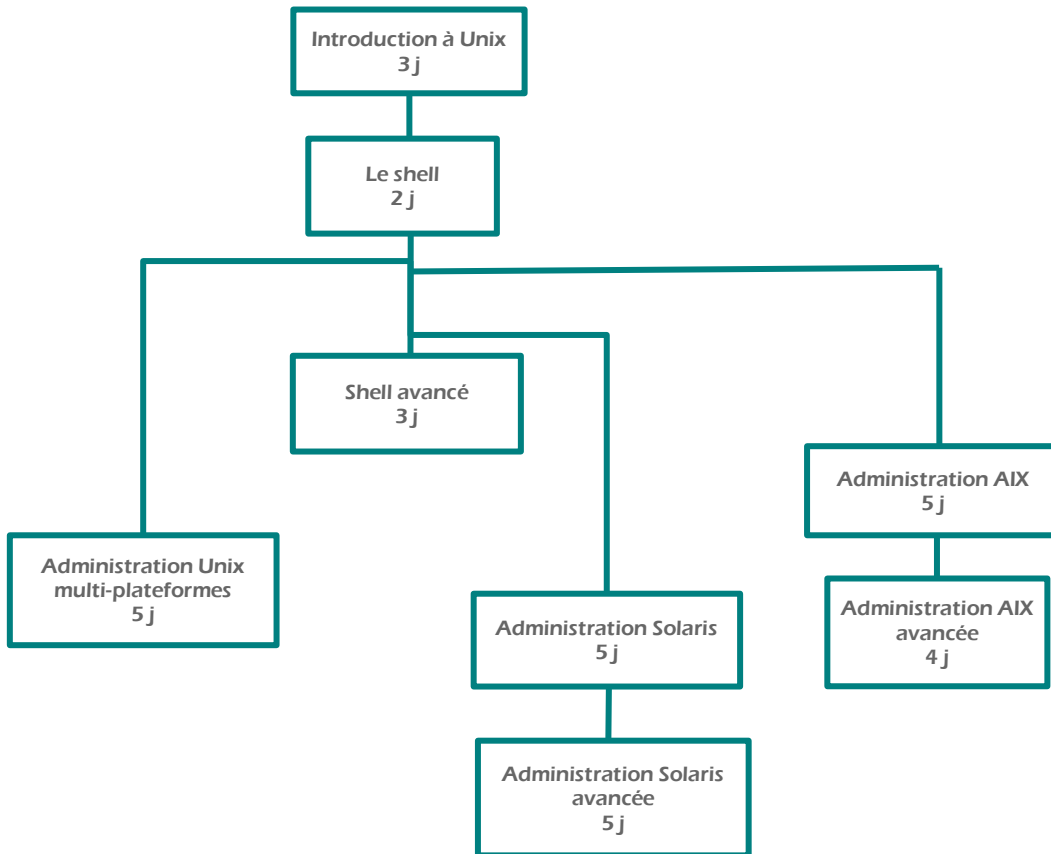 Introduction à Unix
3 j
Le shell
2 j
Shell avancé
3 j
Administration AIX
5 j
Administration Unix
multi-plateformes
5 j
Administration AIX
avancée
4 j
Administration Solaris
5 j
Administration Solaris
avancée
5 j